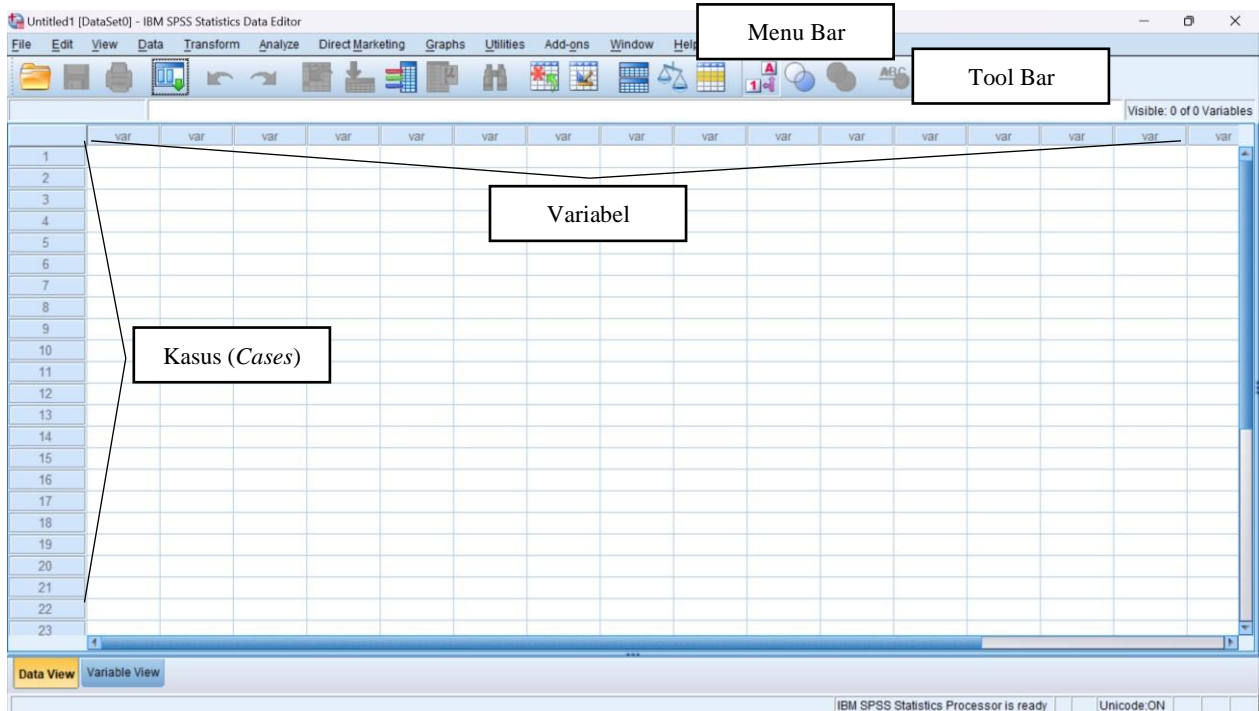 Untitled1 [DataSet0] - IBM SPSS Statistics Data Editor
Menu Bar
File Edit View Data Transform Analyze Direct Marketing Graphs Utilities Add-ons Window Help
Tool Bar
Visible: 0 of 0 Variables
var var var var var var var var var var var var var var var var
1
2
3
Variabel
4
5
6
7
8
9
10
Kasus (Cases)
11
12
13
14
15
16
17
18
19
20
21
22
23
Data View Variable View
IBM SPSS Statistics Processor is ready Unicode:ON